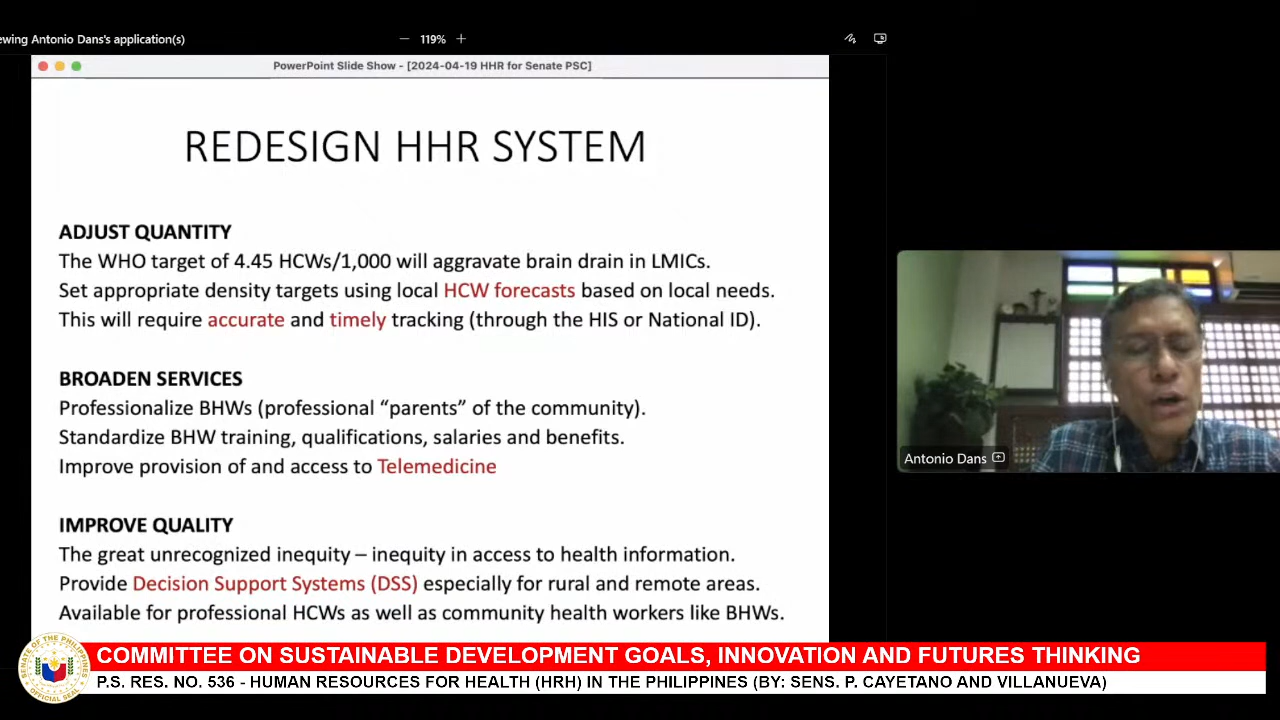 ewing Antonio Dans's application(s)
119%
PowerPoint Slide Show - [2024-04-19 HHR for Senate PSC]
REDESIGN HHR SYSTEM
ADJUST QUANTITY
The WHO target of 4.45 HCWs/1,000 will aggravate brain drain in LMICs.
Set appropriate density targets using local HCW forecasts based on local needs.
This will require accurate and timely tracking (through the HIS or National ID).
BROADEN SERVICES
Professionalize BHWs (professional “parents” of the community).
Standardize BHW training, qualifications, salaries and benefits.
Improve provision of and access to Telemedicine
IMPROVE QUALITY
The great unrecognized inequity – inequity in access to health information.
Provide Decision Support Systems (DSS) especially for rural and remote areas.
Available for professional HCWs as well as community health workers like BHWs.
Antonio Dans
SENATE OF THE PHILIPPINES
OFFICIAL SEAL
COMMITTEE ON SUSTAINABLE DEVELOPMENT GOALS, INNOVATION AND FUTURES THINKING
P.S. RES. NO. 536 - HUMAN RESOURCES FOR HEALTH (HRH) IN THE PHILIPPINES (BY: SENS. P. CAYETANO AND VILLANUEVA)